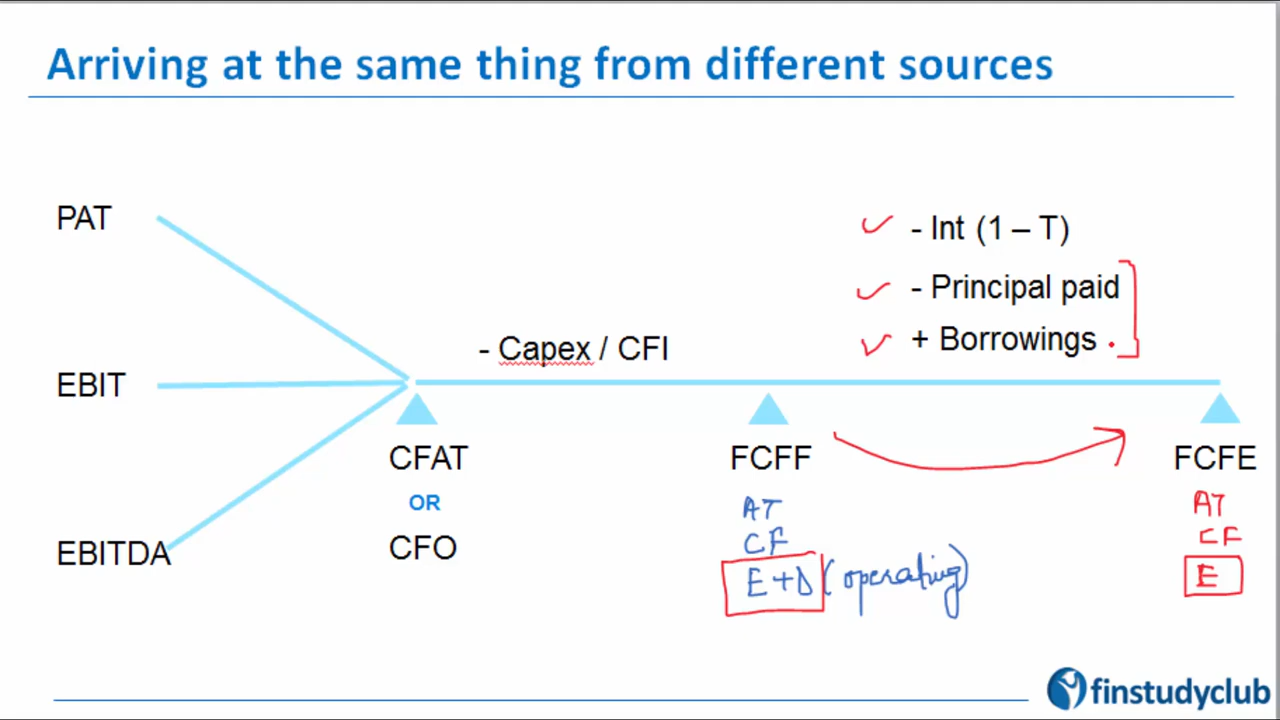 Arriving at the same thing from different sources
PAT
EBIT
EBITDA
- Capex / CFI
- Int (1 – T)
- Principal paid
+ Borrowings
CFAT
OR
CFO
FCFF
AT
CF
E+D (operating)
FCFE
AT
CF
E
finstudyclub